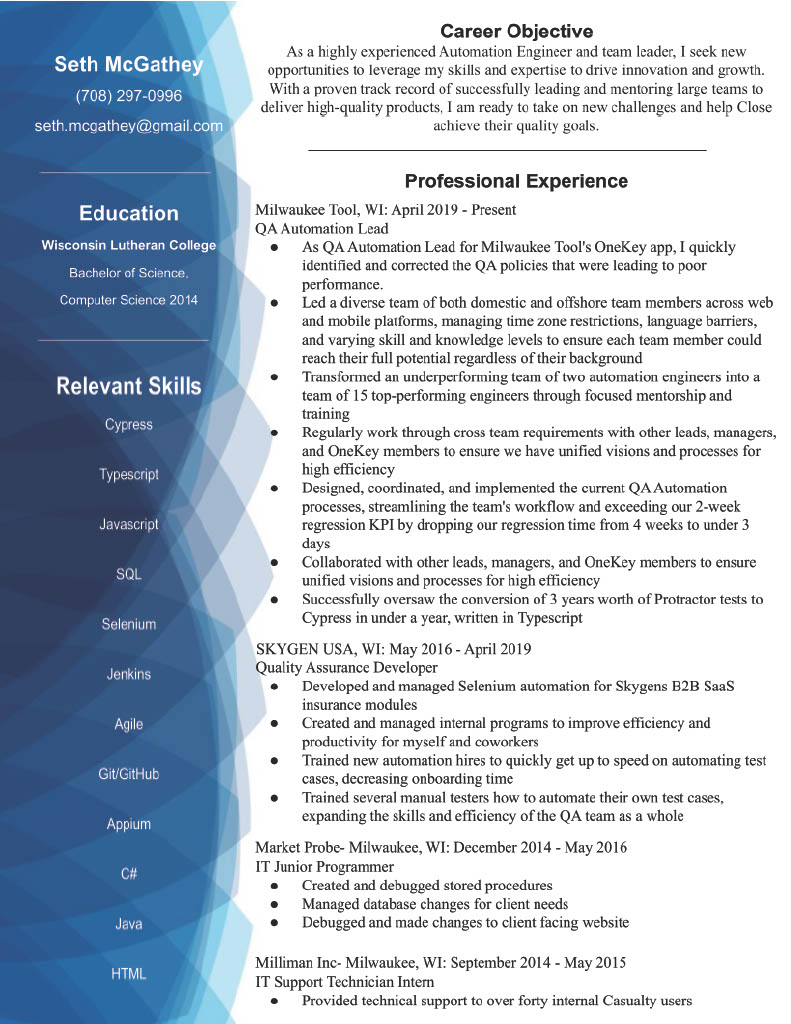 Seth McGathey
(708) 297-0996
seth.mcgathey@gmail.com
Education
Wisconsin Lutheran College
Bachelor of Science,
Computer Science 2014
Relevant Skills
Cypress
Typescript
Javascript
SQL
Selenium
Jenkins
Agile
Git/GitHub
Appium
C#
Java
HTML
Career Objective
As a highly experienced Automation Engineer and team leader, I seek new
opportunities to leverage my skills and expertise to drive innovation and growth.
With a proven track record of successfully leading and mentoring large teams to
deliver high-quality products, I am ready to take on new challenges and help Close
achieve their quality goals.
Professional Experience
Milwaukee Tool, WI: April 2019 - Present
QA Automation Lead
● As QA Automation Lead for Milwaukee Tool's OneKey app, I quickly
identified and corrected the QA policies that were leading to poor
performance.
● Led a diverse team of both domestic and offshore team members across web
and mobile platforms, managing time zone restrictions, language barriers,
and varying skill and knowledge levels to ensure each team member could
reach their full potential regardless of their background
● Transformed an underperforming team of two automation engineers into a
team of 15 top-performing engineers through focused mentorship and
training
● Regularly work through cross team requirements with other leads, managers,
and OneKey members to ensure we have unified visions and processes for
high efficiency
● Designed, coordinated, and implemented the current QA Automation
processes, streamlining the team's workflow and exceeding our 2-week
regression KPI by dropping our regression time from 4 weeks to under 3
days
● Collaborated with other leads, managers, and OneKey members to ensure
unified visions and processes for high efficiency
● Successfully oversaw the conversion of 3 years worth of Protractor tests to
Cypress in under a year, written in Typescript
SKYGEN USA, WI: May 2016 - April 2019
Quality Assurance Developer
● Developed and managed Selenium automation for Skygens B2B SaaS
insurance modules
● Created and managed internal programs to improve efficiency and
productivity for myself and coworkers
● Trained new automation hires to quickly get up to speed on automating test
cases, decreasing onboarding time
● Trained several manual testers how to automate their own test cases,
expanding the skills and efficiency of the QA team as a whole
Market Probe- Milwaukee, WI: December 2014 - May 2016
IT Junior Programmer
● Created and debugged stored procedures
● Managed database changes for client needs
● Debugged and made changes to client facing website
Milliman Inc- Milwaukee, WI: September 2014 - May 2015
IT Support Technician Intern
● Provided technical support to over forty internal Casualty users